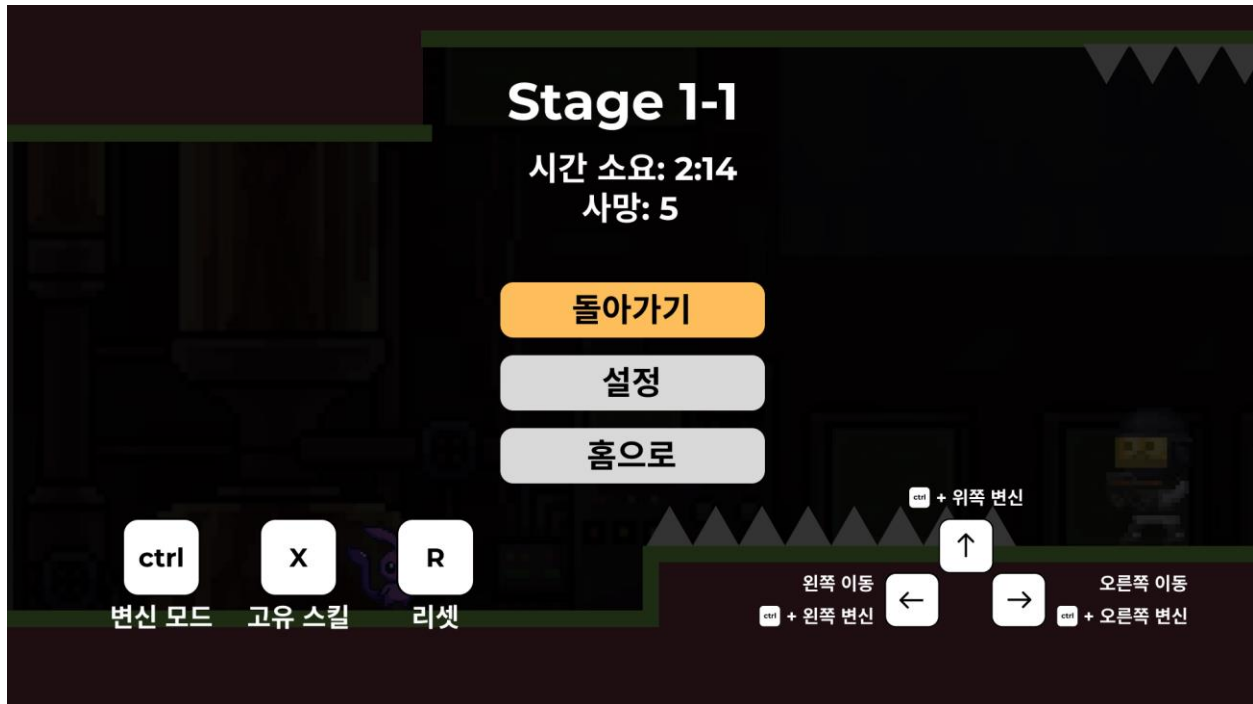 Stage 1-1
시간 소요: 2:14
사망: 5
돌아가기
설정
홈으로
ctrl + 위쪽 변신
↑
ctrl X R
변신 모드 고유 스킬 리셋
왼쪽 이동
ctrl + 왼쪽 변신
← →
오른쪽 이동
ctrl + 오른쪽 변신